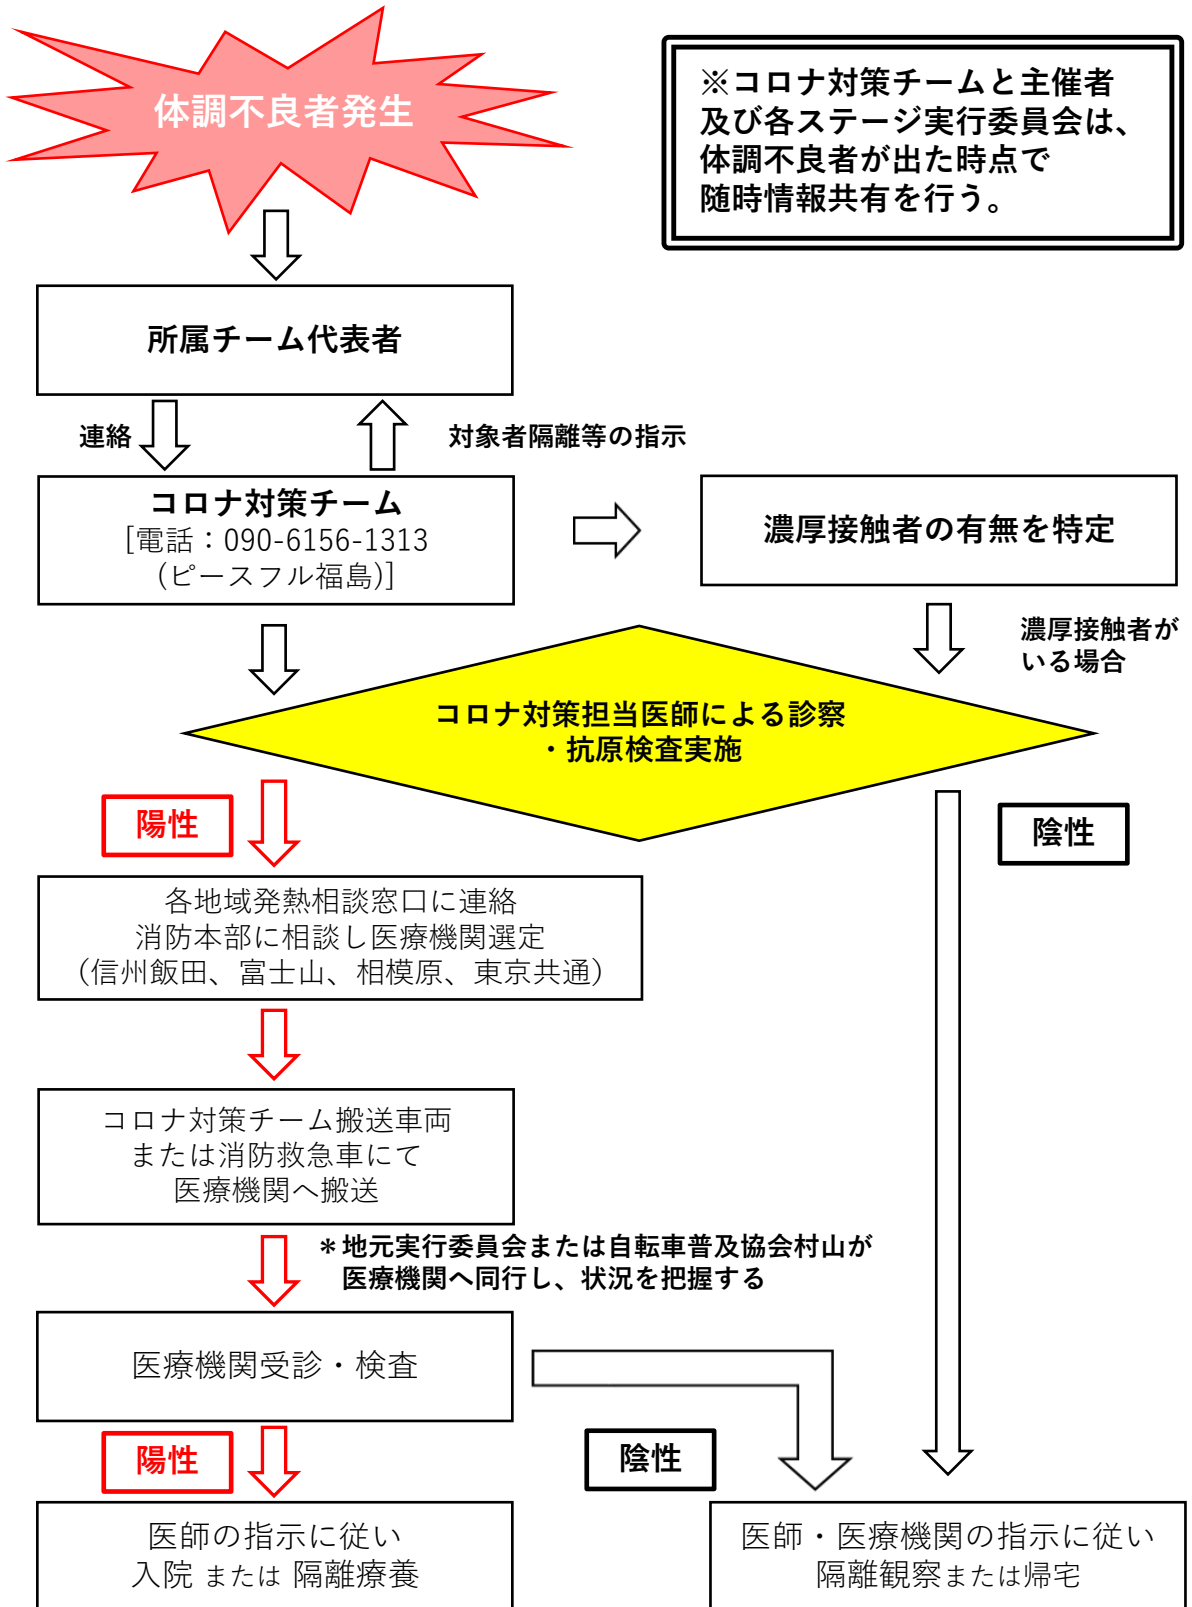 体調不良者発生
※コロナ対策チームと主催者
及び各ステージ実行委員会は、
体調不良者が出た時点で
随時情報共有を行う。
所属チーム代表者
連絡
対象者隔離等の指示
コロナ対策チーム
[電話：090-6156-1313
(ピースフル福島)]
濃厚接触者の有無を特定
濃厚接触者が
いる場合
コロナ対策担当医師による診察
・抗原検査実施
陽性
陰性
各地域発熱相談窓口に連絡
消防本部に相談し医療機関選定
（信州飯田、富士山、相模原、東京共通）
コロナ対策チーム搬送車両
または消防救急車にて
医療機関へ搬送
＊地元実行委員会または自転車普及協会村山が
医療機関へ同行し、状況を把握する
医療機関受診・検査
陽性
陰性
医師の指示に従い
入院 または 隔離療養
医師・医療機関の指示に従い
隔離観察または帰宅